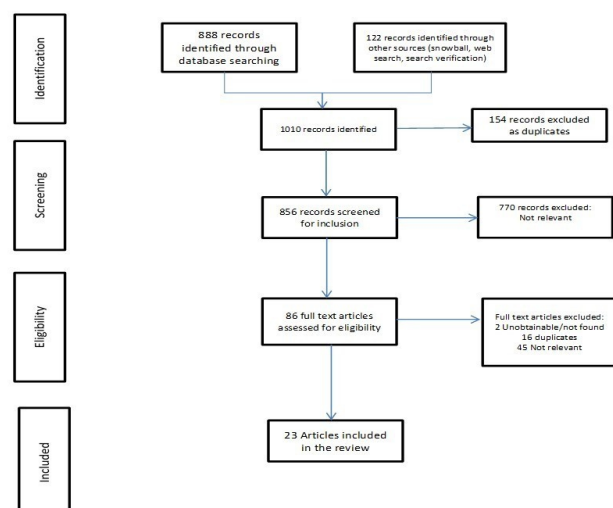 Identification
888 records
identified through
database searching
122 records identified through
other sources (snowball, web
search, search verification)
1010 records identified
154 records excluded
as duplicates
Screening
856 records screened
for inclusion
770 records excluded:
Not relevant
Eligibility
86 full text articles
assessed for eligibility
Full text articles excluded:
2 Unobtainable/not found
16 duplicates
45 Not relevant
Included
23 Articles included
in the review